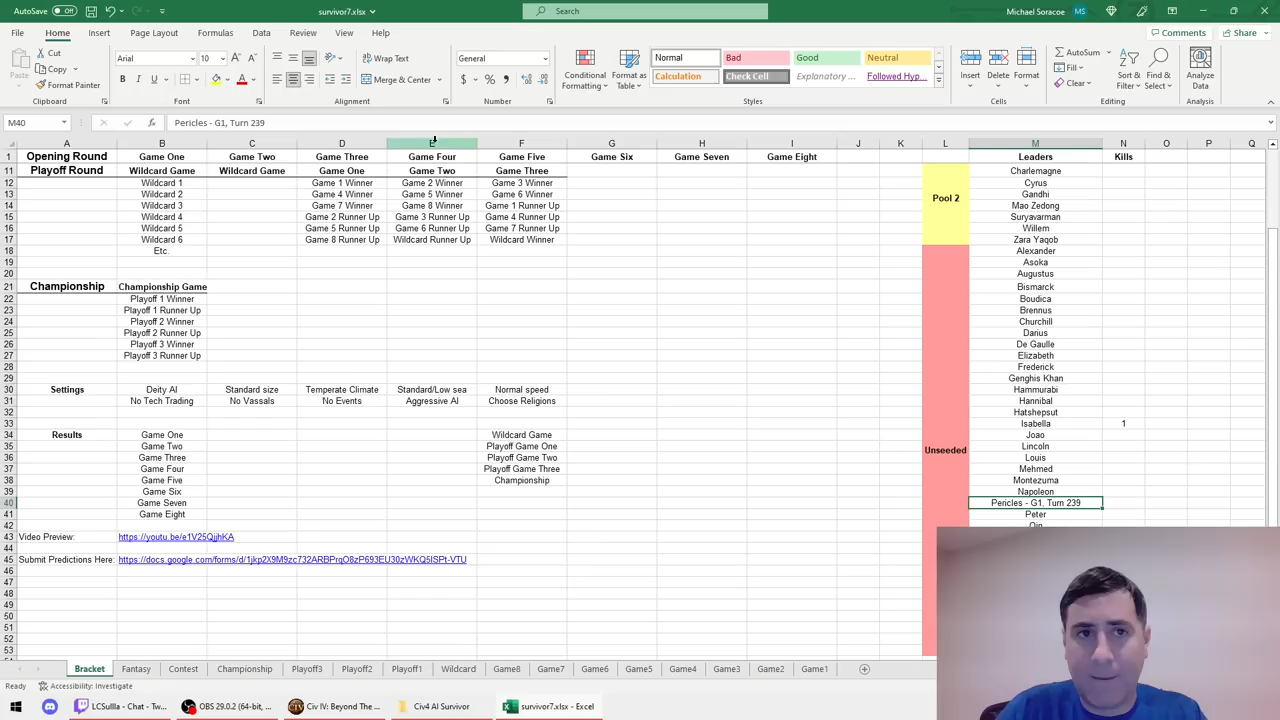 AutoSave Off survivor7.xlsx Search Michael Soracoe MS
File Home Insert Page Layout Formulas Data Review View Help Comments Share
Cut Copy Format Painter Paste Clipboard
Arial 10 B I U A Font
Wrap Text Merge & Center Alignment
General $ % Number
Conditional Formatting Format as Table
Normal Bad Good Neutral
Calculation Check Cell Explanatory ... Followed Hyp... Styles
Insert Delete Format Cells
AutoSum Fill Clear Sort & Filter Find & Select Editing
Analyze Data Analysis
M40 fx Pericles - G1, Turn 239
A B C D E F G H I J K L M N O P Q
1 Opening Round Game One Game Two Game Three Game Four Game Five Game Six Game Seven Game Eight Leaders Kills
11 Playoff Round Wildcard Game Wildcard Game Game One Game Two Game Three Charlemagne
12 Wildcard 1 Game 1 Winner Game 2 Winner Game 3 Winner Cyrus
13 Wildcard 2 Game 4 Winner Game 5 Winner Game 6 Winner Pool 2 Gandhi
14 Wildcard 3 Game 7 Winner Game 8 Winner Game 1 Runner Up Mao Zedong
15 Wildcard 4 Game 2 Runner Up Game 3 Runner Up Game 4 Runner Up Suryavarman
16 Wildcard 5 Game 5 Runner Up Game 6 Runner Up Game 7 Runner Up Willem
17 Wildcard 6 Game 8 Runner Up Wildcard Runner Up Wildcard Winner Zara Yaqob
18 Etc. Alexander
19 Asoka
20 Augustus
21 Championship Championship Game Bismarck
22 Playoff 1 Winner Boudica
23 Playoff 1 Runner Up Brennus
24 Playoff 2 Winner Churchill
25 Playoff 2 Runner Up Darius
26 Playoff 3 Winner De Gaulle
27 Playoff 3 Runner Up Elizabeth
28 Frederick
29 Genghis Khan
30 Settings Deity AI Standard size Temperate Climate Standard/Low sea Normal speed Hammurabi
31 No Tech Trading No Vassals No Events Aggressive AI Choose Religions Hannibal
32 Hatshepsut
33 Isabella 1
34 Results Game One Wildcard Game Joao
35 Game Two Playoff Game One Lincoln
36 Game Three Playoff Game Two Unseeded Louis
37 Game Four Playoff Game Three Mehmed
38 Game Five Championship Montezuma
39 Game Six Napoleon
40 Game Seven Pericles - G1, Turn 239
41 Game Eight Peter
42
43 Video Preview: https://youtu.be/e1V25QjjhKA
44
45 Submit Predictions Here: https://docs.google.com/forms/d/1jkp2X9M9zc732ARBPrqO8zP693EU30zWKQ5ISPt-VTU
46
47
48
49
50
51
52
53
Bracket Fantasy Contest Championship Playoff3 Playoff2 Playoff1 Wildcard Game8 Game7 Game6 Game5 Game4 Game3 Game2 Game1
Ready Accessibility: Investigate
LCSullla - Chat - Tw... OBS 29.0.2 (64-bit, ... Civ IV: Beyond The ... Civ4 AI Survivor survivor7.xlsx - Excel